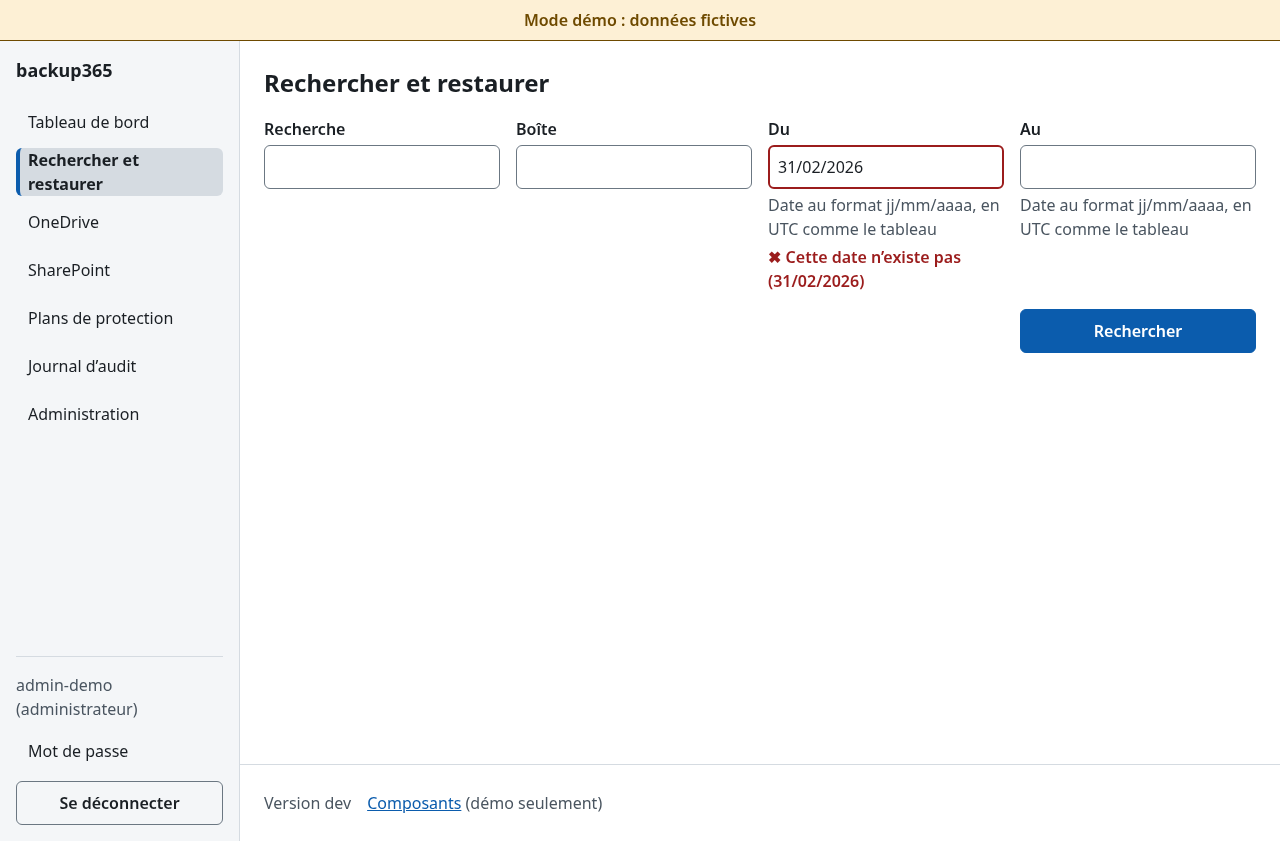 Mode démo : données fictives
backup365
Tableau de bord
Rechercher et
restaurer
OneDrive
SharePoint
Plans de protection
Journal d’audit
Administration
admin-demo
(administrateur)
Mot de passe
Se déconnecter
Rechercher et restaurer
Recherche
Boîte
Du
Au
31/02/2026
Date au format jj/mm/aaaa, en
UTC comme le tableau
Date au format jj/mm/aaaa, en
UTC comme le tableau
✖ Cette date n’existe pas
(31/02/2026)
Rechercher
Version dev Composants (démo seulement)